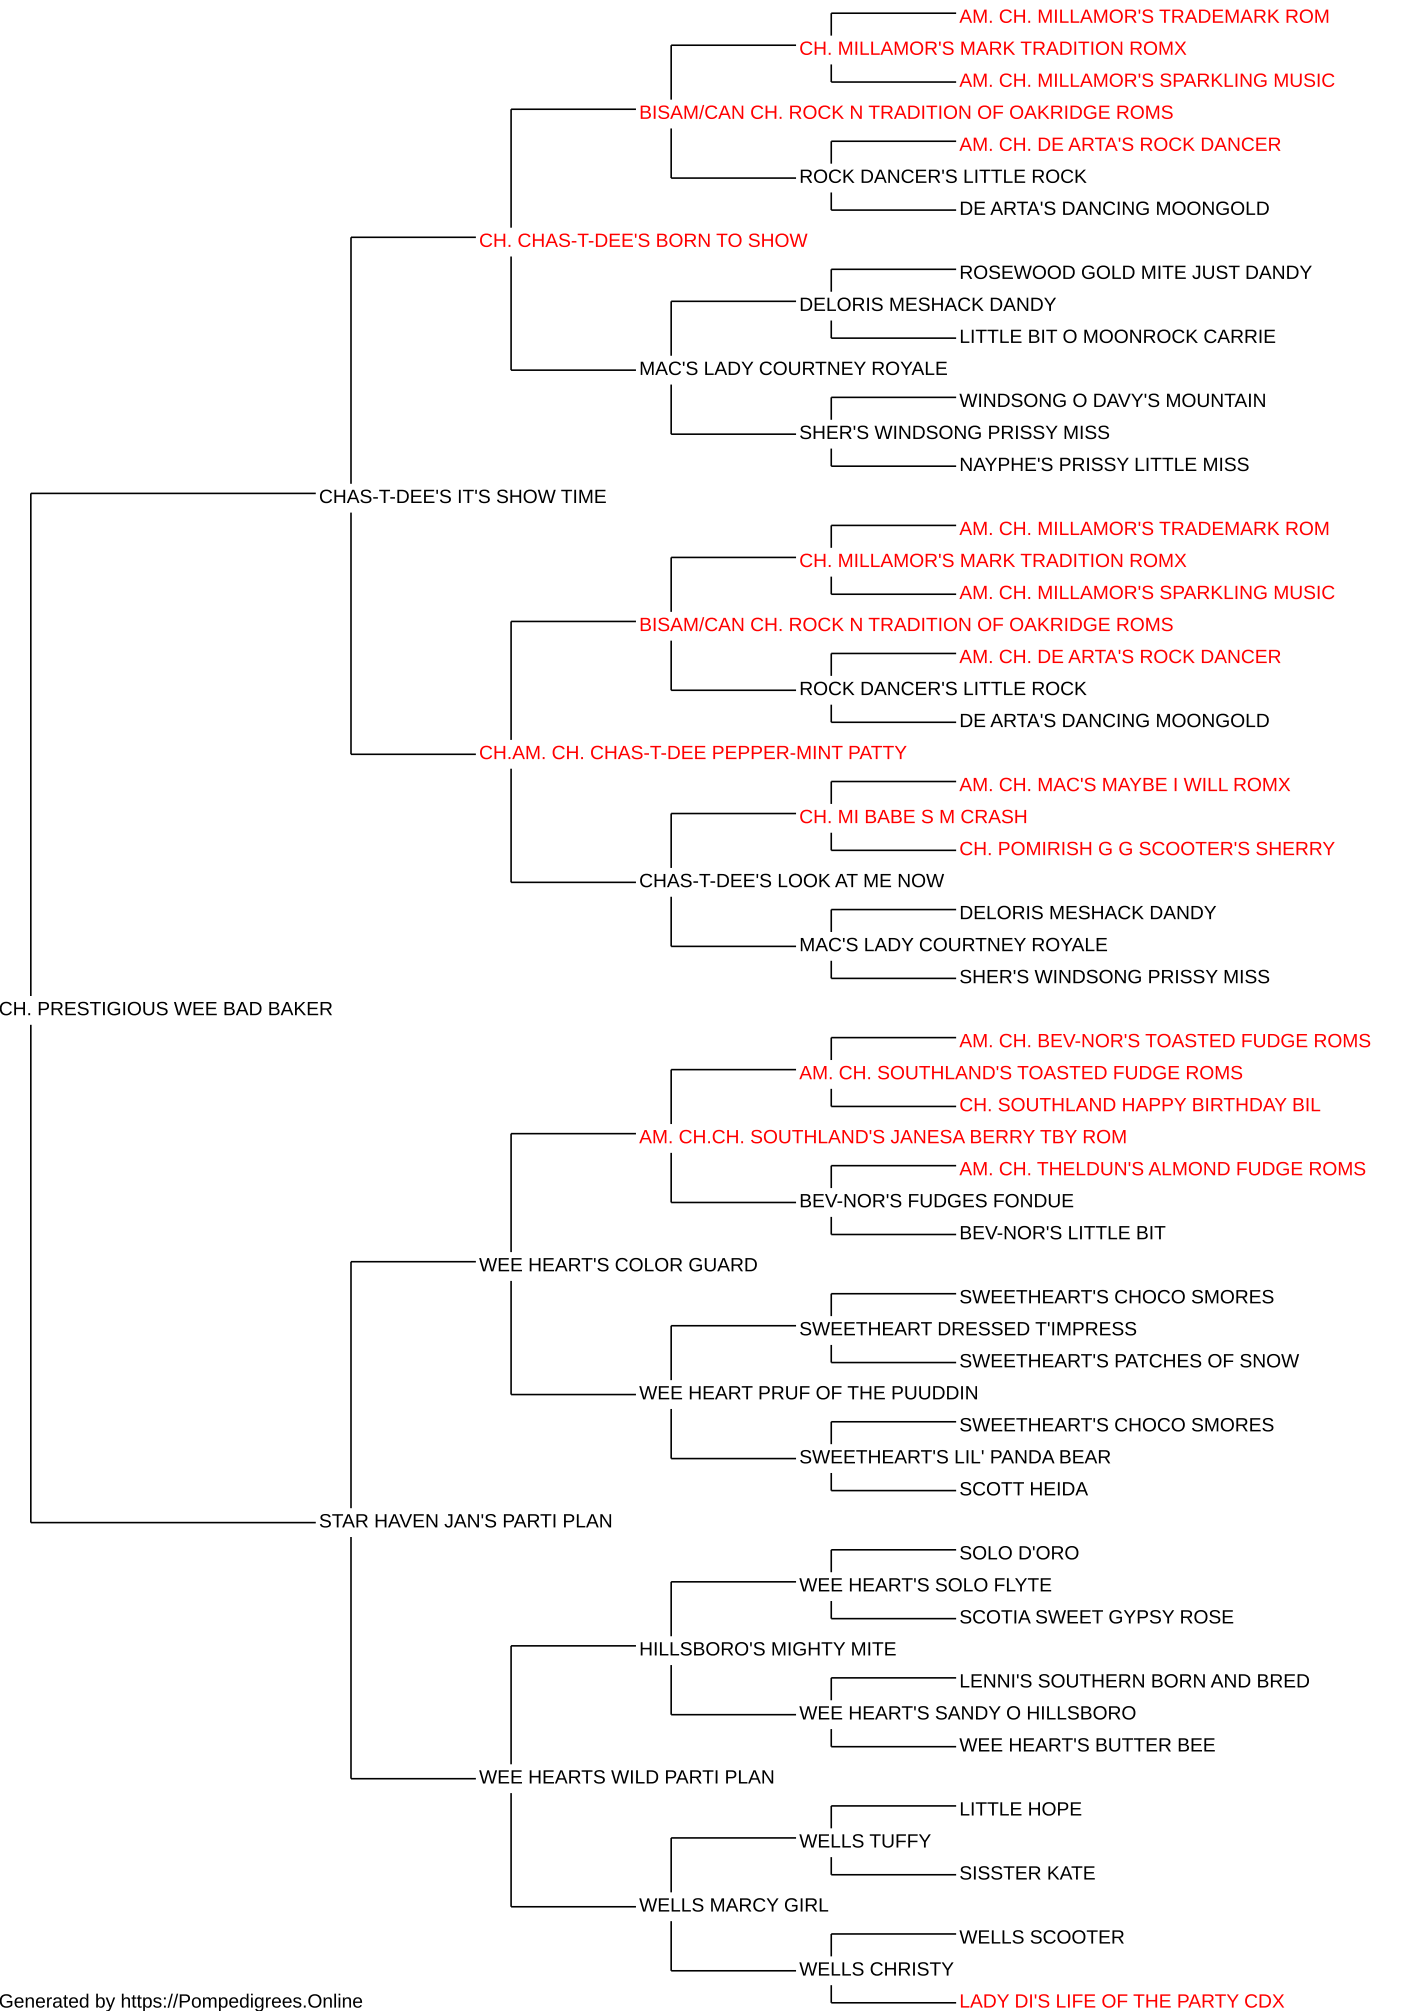 AM. CH. MILLAMOR'S TRADEMARK ROM
CH. MILLAMOR'S MARK TRADITION ROMX
AM. CH. MILLAMOR'S SPARKLING MUSIC
BISAM/CAN CH. ROCK N TRADITION OF OAKRIDGE ROMS
AM. CH. DE ARTA'S ROCK DANCER
ROCK DANCER'S LITTLE ROCK
DE ARTA'S DANCING MOONGOLD
CH. CHAS-T-DEE'S BORN TO SHOW
ROSEWOOD GOLD MITE JUST DANDY
DELORIS MESHACK DANDY
LITTLE BIT O MOONROCK CARRIE
MAC'S LADY COURTNEY ROYALE
WINDSONG O DAVY'S MOUNTAIN
SHER'S WINDSONG PRISSY MISS
NAYPHE'S PRISSY LITTLE MISS
CHAS-T-DEE'S IT'S SHOW TIME
AM. CH. MILLAMOR'S TRADEMARK ROM
CH. MILLAMOR'S MARK TRADITION ROMX
AM. CH. MILLAMOR'S SPARKLING MUSIC
BISAM/CAN CH. ROCK N TRADITION OF OAKRIDGE ROMS
AM. CH. DE ARTA'S ROCK DANCER
ROCK DANCER'S LITTLE ROCK
DE ARTA'S DANCING MOONGOLD
CH.AM. CH. CHAS-T-DEE PEPPER-MINT PATTY
AM. CH. MAC'S MAYBE I WILL ROMX
CH. MI BABE S M CRASH
CH. POMIRISH G G SCOOTER'S SHERRY
CHAS-T-DEE'S LOOK AT ME NOW
DELORIS MESHACK DANDY
MAC'S LADY COURTNEY ROYALE
SHER'S WINDSONG PRISSY MISS
CH. PRESTIGIOUS WEE BAD BAKER
AM. CH. BEV-NOR'S TOASTED FUDGE ROMS
AM. CH. SOUTHLAND'S TOASTED FUDGE ROMS
CH. SOUTHLAND HAPPY BIRTHDAY BIL
AM. CH.CH. SOUTHLAND'S JANESA BERRY TBY ROM
AM. CH. THELDUN'S ALMOND FUDGE ROMS
BEV-NOR'S FUDGES FONDUE
BEV-NOR'S LITTLE BIT
WEE HEART'S COLOR GUARD
SWEETHEART'S CHOCO SMORES
SWEETHEART DRESSED T'IMPRESS
SWEETHEART'S PATCHES OF SNOW
WEE HEART PRUF OF THE PUUDDIN
SWEETHEART'S CHOCO SMORES
SWEETHEART'S LIL' PANDA BEAR
SCOTT HEIDA
STAR HAVEN JAN'S PARTI PLAN
SOLO D'ORO
WEE HEART'S SOLO FLYTE
SCOTIA SWEET GYPSY ROSE
HILLSBORO'S MIGHTY MITE
LENNI'S SOUTHERN BORN AND BRED
WEE HEART'S SANDY O HILLSBORO
WEE HEART'S BUTTER BEE
WEE HEARTS WILD PARTI PLAN
LITTLE HOPE
WELLS TUFFY
SISSTER KATE
WELLS MARCY GIRL
WELLS SCOOTER
WELLS CHRISTY
LADY DI'S LIFE OF THE PARTY CDX
Generated by https://Pompedigrees.Online